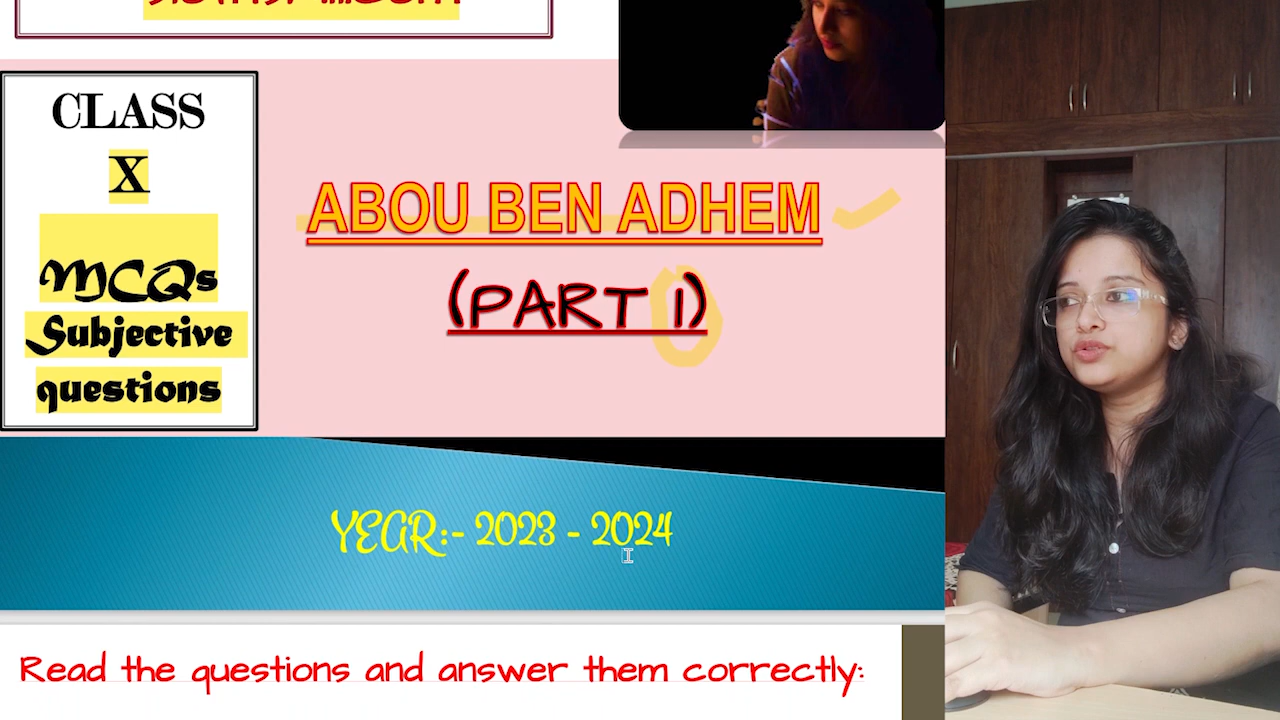 CLASS
X
MCQs
Subjective
questions
ABOU BEN ADHEM
(PART 1)
YEAR:- 2023 - 2024
Read the questions and answer them correctly: